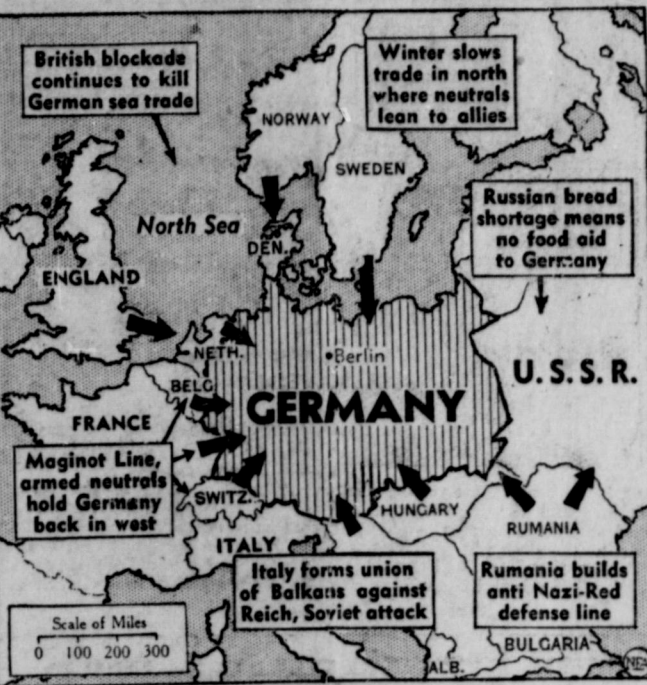 British blockade
continues to kill
German sea trade
Winter slows
trade in north
where neutrals
lean to allies
NORWAY
SWEDEN
Russian bread
shortage means
no food aid
to Germany
North Sea
DEN.
ENGLAND
NETH.
•Berlin
U. S. S. R.
BELG
GERMANY
FRANCE
Maginot Line,
armed neutrals
hold Germany
back in west
SWITZ.
HUNGARY
RUMANIA
ITALY
Italy forms union
of Balkans against
Reich, Soviet attack
Rumania builds
anti Nazi-Red
defense line
Scale of Miles
0 100 200 300
BULGARIA
ALB.
NEA